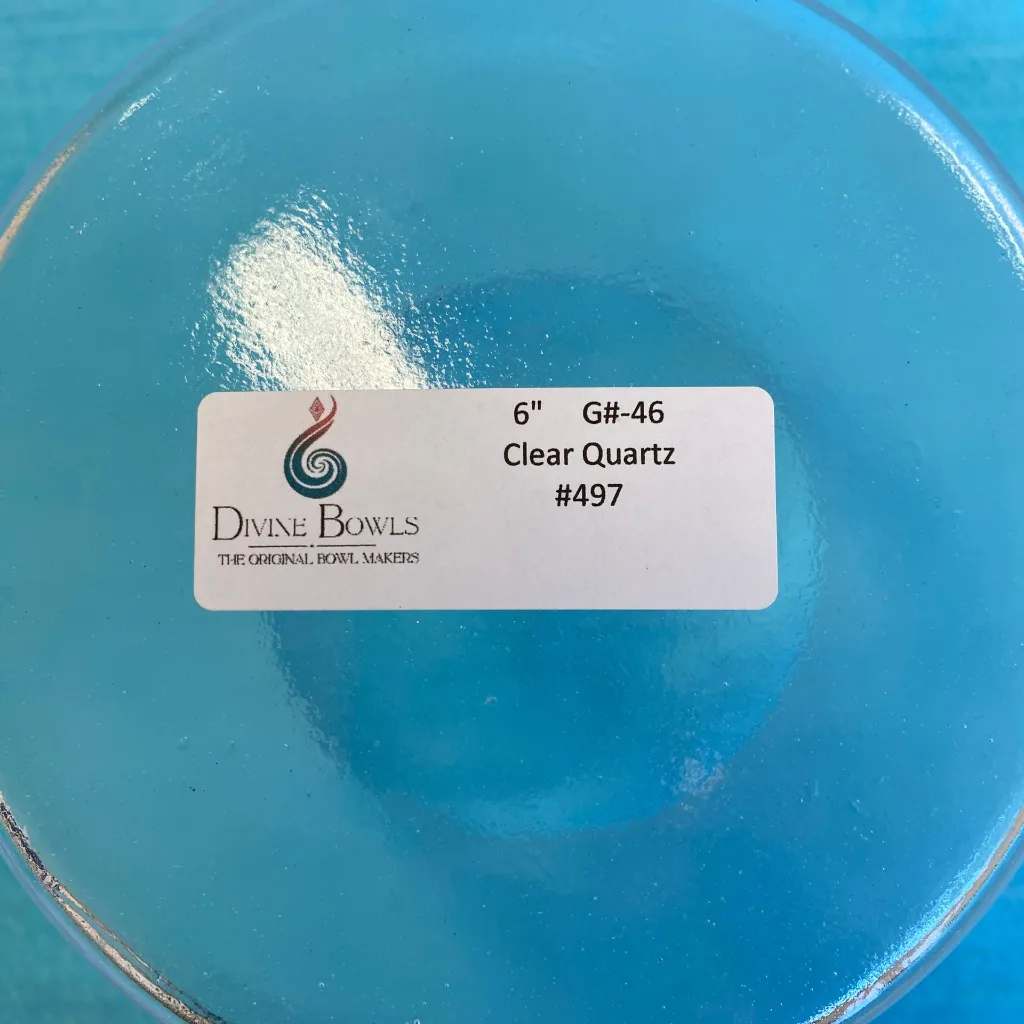 6" G#-46
Clear Quartz
#497
DIVINE BOWLS
THE ORIGINAL BOWL MAKERS